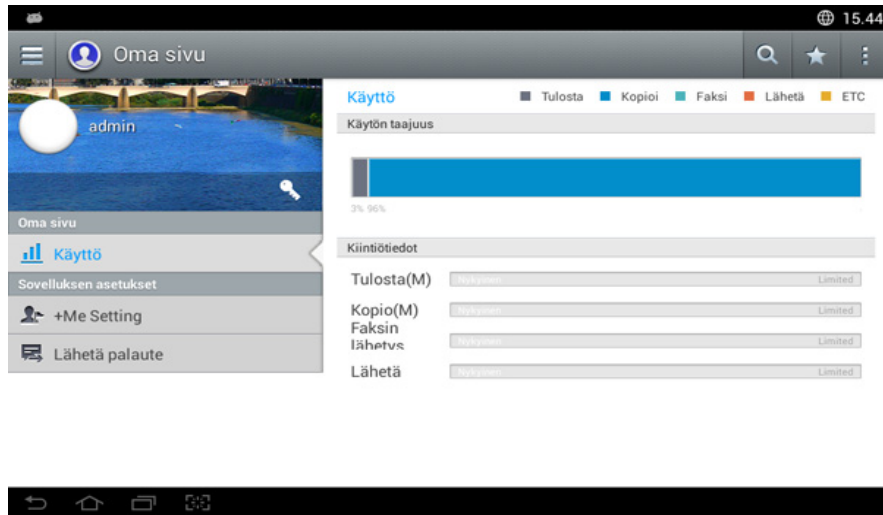 15.44
Oma sivu
admin
Oma sivu
Käyttö
Sovelluksen asetukset
+Me Setting
Lähetä palaute
Käyttö
Tulosta Kopioi Faksi Lähetä ETC
Käytön taajuus
3% 96%
Kiintiötiedot
Tulosta(M) Nykyinen Limited
Kopio(M) Nykyinen Limited
Faksin
lähetys Nykyinen Limited
Lähetä Nykyinen Limited